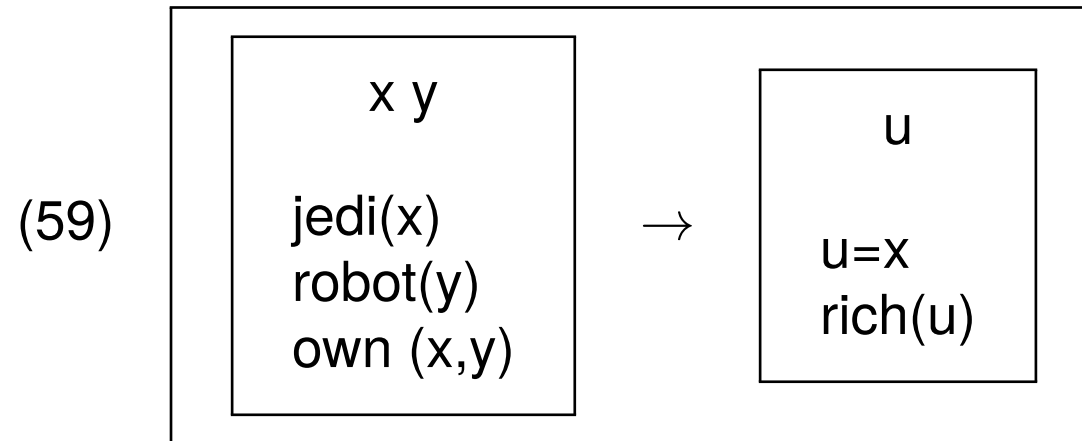 x y
u
jedi(x)
(59)
→
robot(y)
own (x,y)
u=x
rich(u)